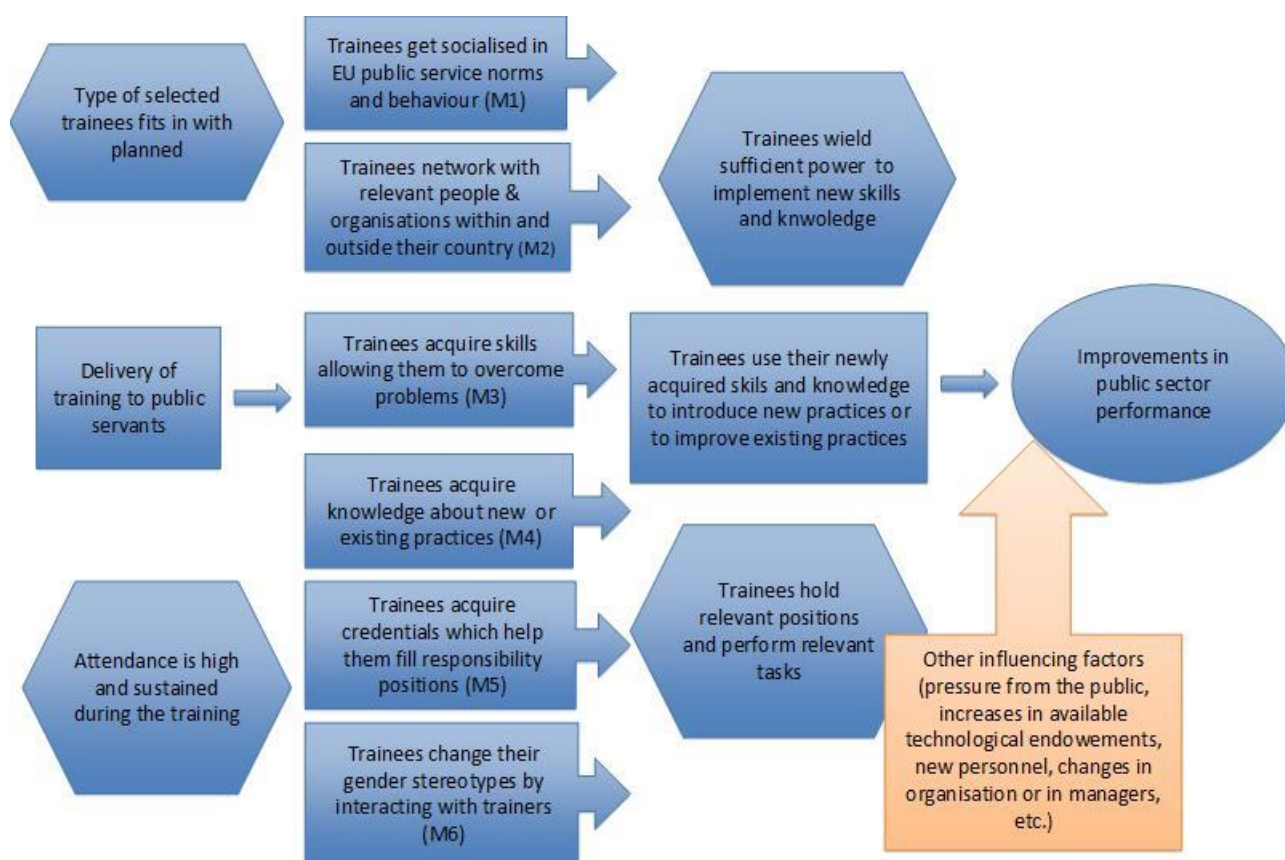 Type of selected
trainees fits in with
planned
Trainees get socialised in
EU public service norms
and behaviour (M1)
Trainees network with
relevant people &
organisations within and
outside their country (M2)
Trainees wield
sufficient power to
implement new skills
and knwoledge
Delivery of
training to public
servants
Trainees acquire skills
allowing them to overcome
problems (M3)
Trainees use their newly
acquired skils and knowledge
to introduce new practices or
to improve existing practices
Improvements in
public sector
performance
Trainees acquire
knowledge about new or
existing practices (M4)
Attendance is high
and sustained
during the training
Trainees acquire
credentials which help
them fill responsibility
positions (M5)
Trainees hold
relevant positions
and perform relevant
tasks
Trainees change their
gender stereotypes by
interacting with trainers
(M6)
Other influencing factors
(pressure from the public,
increases in available
technological endowements,
new personnel, changes in
organisation or in managers,
etc.)